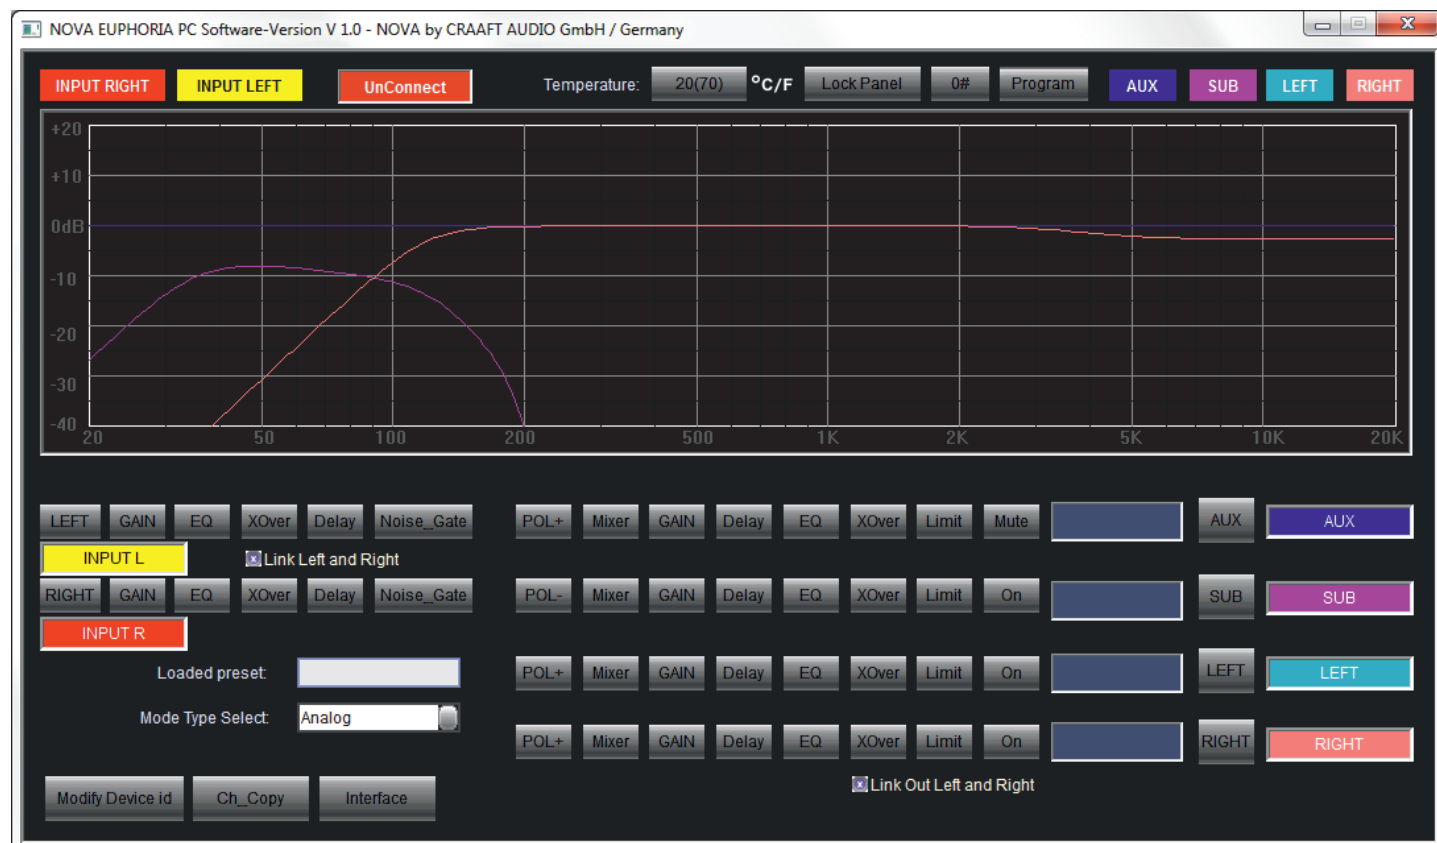 NOVA EUPHORIA PC Software-Version V 1.0 - NOVA by CRAAFT AUDIO GmbH / Germany
INPUT RIGHT INPUT LEFT UnConnect Temperature: 20(70) °C/F Lock Panel 0# Program AUX SUB LEFT RIGHT
+20
+10
0dB
-10
-20
-30
-40
20 50 100 200 500 1K 2K 5K 10K 20K
LEFT GAIN EQ XOver Delay Noise_Gate POL+ Mixer GAIN Delay EQ XOver Limit Mute AUX AUX
INPUT L Link Left and Right
RIGHT GAIN EQ XOver Delay Noise_Gate POL- Mixer GAIN Delay EQ XOver Limit On SUB SUB
INPUT R
Loaded preset: POL+ Mixer GAIN Delay EQ XOver Limit On LEFT LEFT
Mode Type Select: Analog
POL+ Mixer GAIN Delay EQ XOver Limit On RIGHT RIGHT
Link Out Left and Right
Modify Device id Ch_Copy Interface